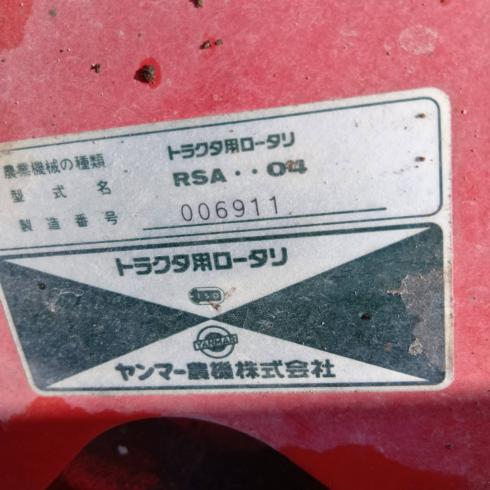 農業機械の種類 トラクタ用ロータリ
型式名 RSA・・04
製造番号 006911
トラクタ用ロータリ
YANMAR
ヤンマー農機株式会社